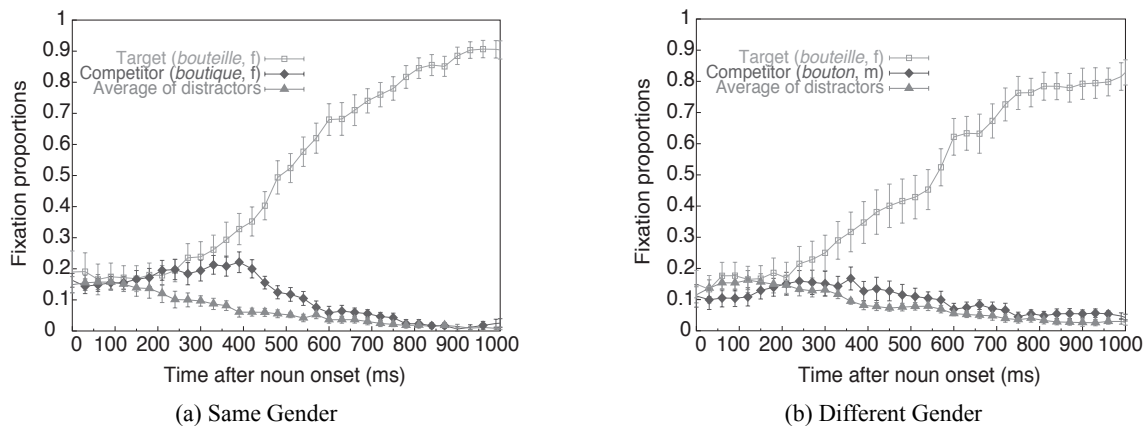 1
0.9
0.8
0.7
0.6
0.5
0.4
0.3
0.2
0.1
0
Fixation proportions
Target (bouteille, f)
Competitor (boutique, f)
Average of distractors
0 100 200 300 400 500 600 700 800 900 1000
Time after noun onset (ms)
(a) Same Gender
1
0.9
0.8
0.7
0.6
0.5
0.4
0.3
0.2
0.1
0
Fixation proportions
Target (bouteille, f)
Competitor (bouton, m)
Average of distractors
0 100 200 300 400 500 600 700 800 900 1000
Time after noun onset (ms)
(b) Different Gender